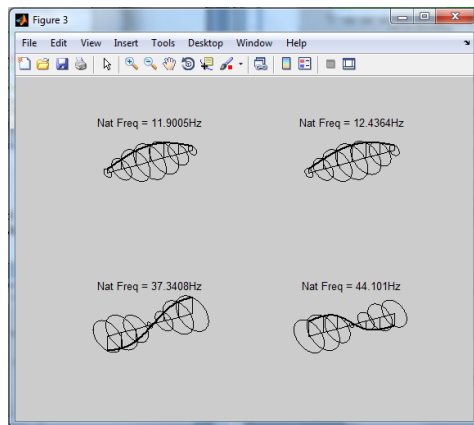 Figure 3
File Edit View Insert Tools Desktop Window Help
Nat Freq = 11.9005Hz
Nat Freq = 12.4364Hz
Nat Freq = 37.3408Hz
Nat Freq = 44.101Hz